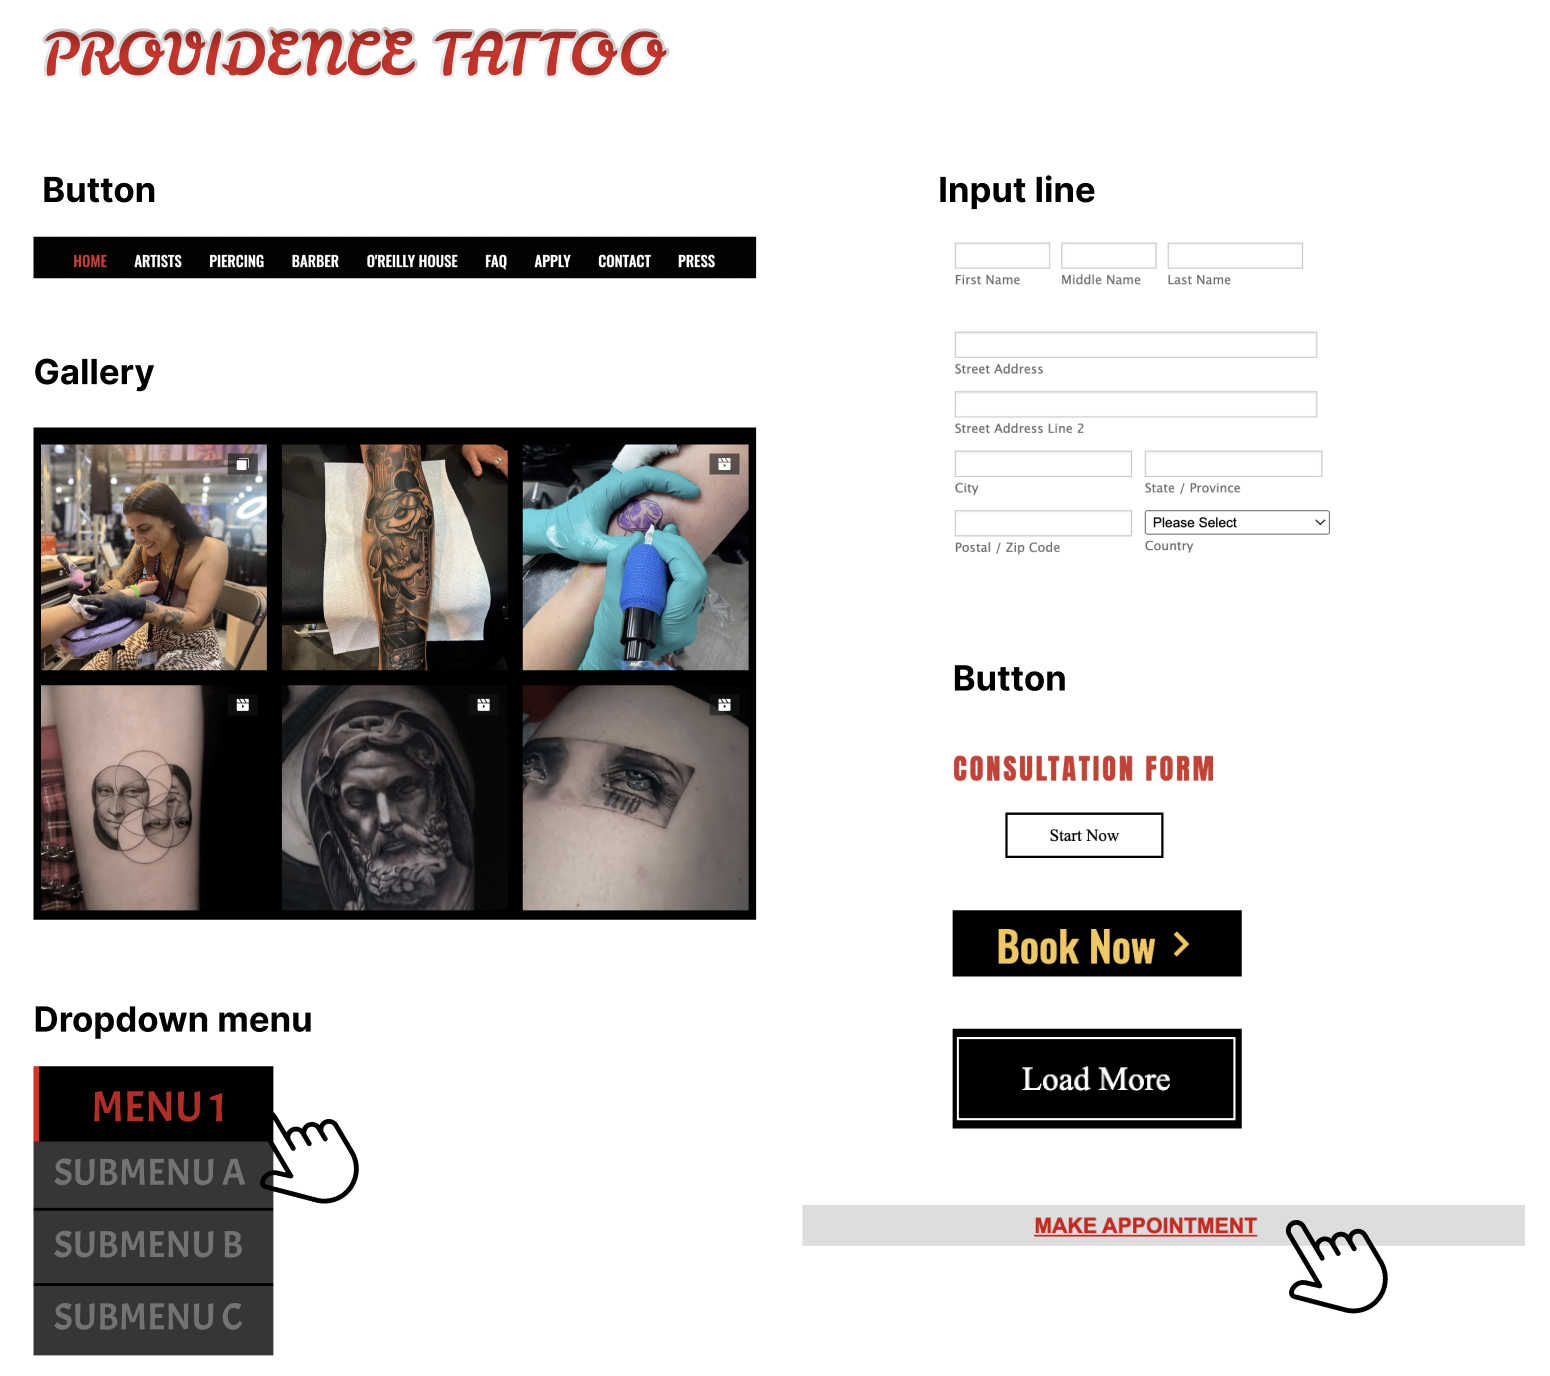 PROVIDENCE TATTOO
Button
HOME ARTISTS PIERCING BARBER O'REILLY HOUSE FAQ APPLY CONTACT PRESS
Gallery
1110
Dropdown menu
MENU 1
SUBMENU A
SUBMENU B
SUBMENU C
Input line
First Name Middle Name Last Name
Street Address
Street Address Line 2
City State / Province
Please Select
Postal / Zip Code Country
Button
CONSULTATION FORM
Start Now
Book Now
Load More
MAKE APPOINTMENT